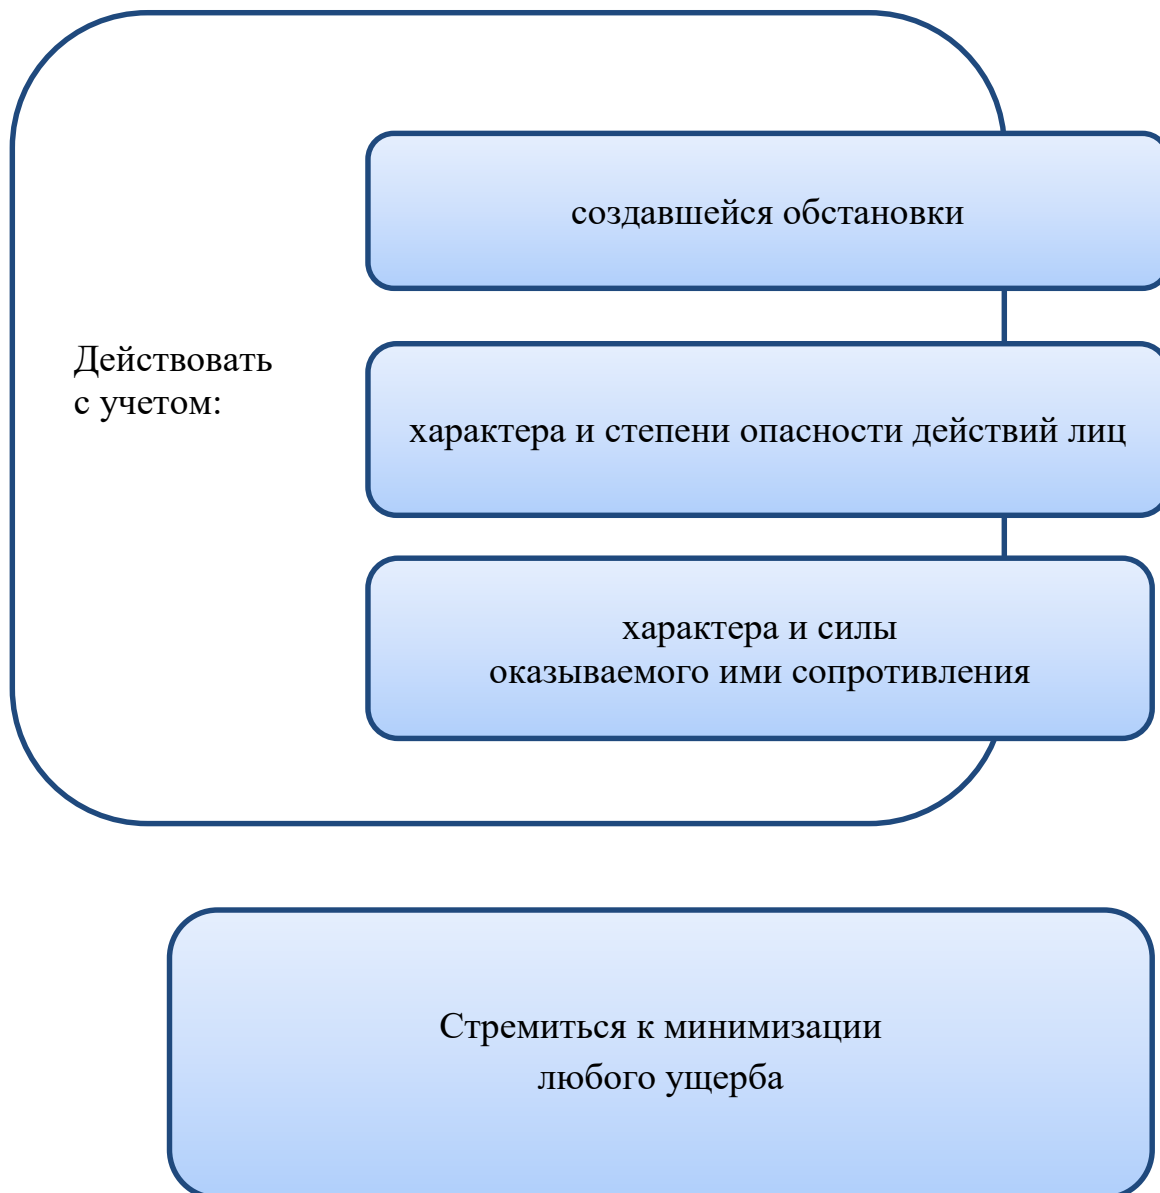 Действовать
с учетом:
создавшейся обстановки
характера и степени опасности действий лиц
характера и силы
оказываемого ими сопротивления
Стремиться к минимизации
любого ущерба